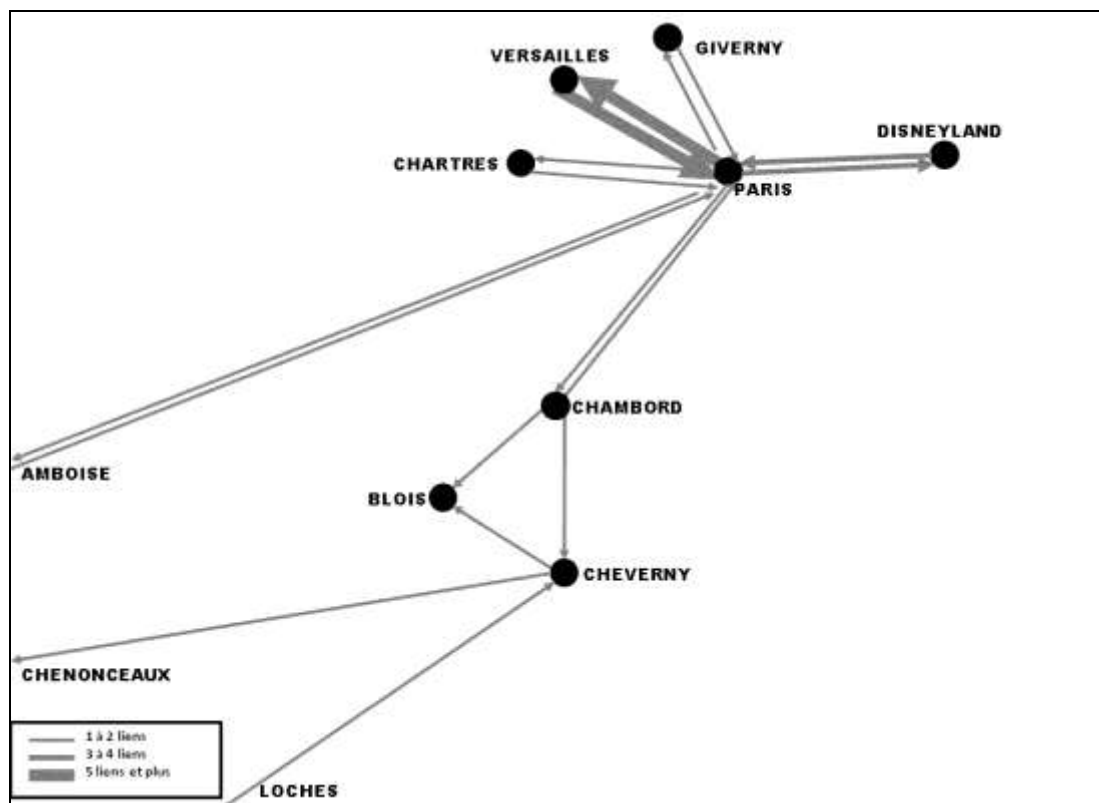 GIVERNY
VERSAILLES
DISNEYLAND
CHARTRES
PARIS
CHAMBORD
AMBOISE
BLOIS
CHEVERNY
CHENONCEAUX
1 à 2 liens
3 à 4 liens
5 liens et plus
LOCHES